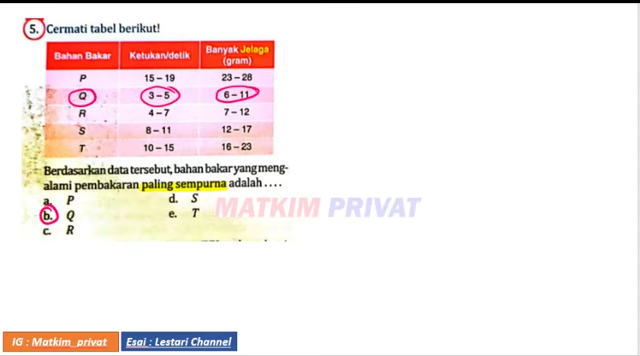 5. Cermati tabel berikut!
Bahan Bakar Ketukan/detik Banyak Jelaga (gram)
P 15 – 19 23 – 28
Q 3 – 5 6 – 11
R 4 – 7 7 – 12
S 8 – 11 12 – 17
T 10 – 15 16 – 23
Berdasarkan data tersebut, bahan bakar yang meng-
alami pembakaran paling sempurna adalah . . . .
a. P d. S
b. Q e. T
c. R
MATKIM PRIVAT
IG : Matkim_privat Esai : Lestari Channel